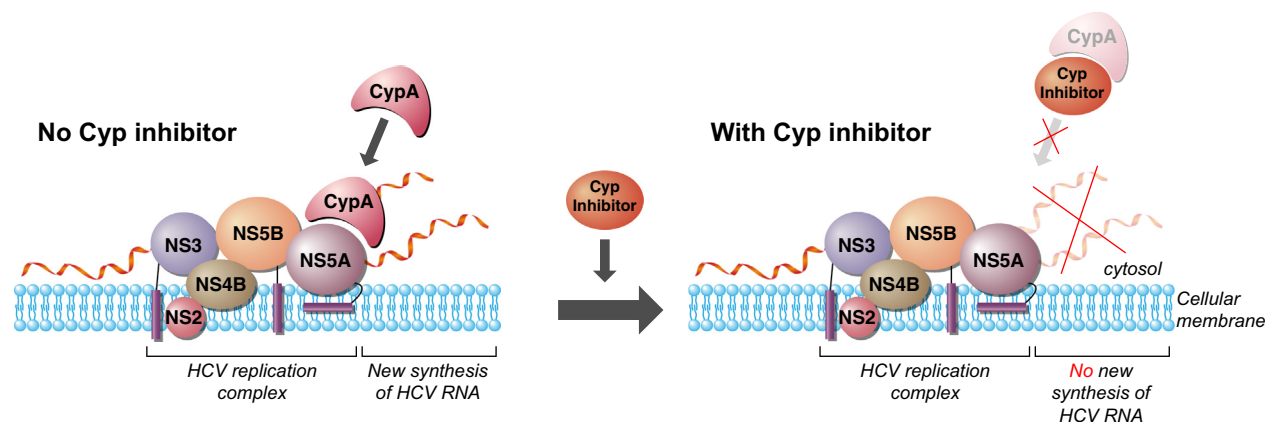 No Cyp inhibitor
CypA
CypA
NS3
NS5B
NS5A
NS4B
NS2
HCV replication
complex
New synthesis
of HCV RNA
Cyp
Inhibitor
With Cyp inhibitor
CypA
Cyp
Inhibitor
NS3
NS5B
NS5A
NS4B
NS2
cytosol
Cellular
membrane
HCV replication
complex
No new
synthesis of
HCV RNA